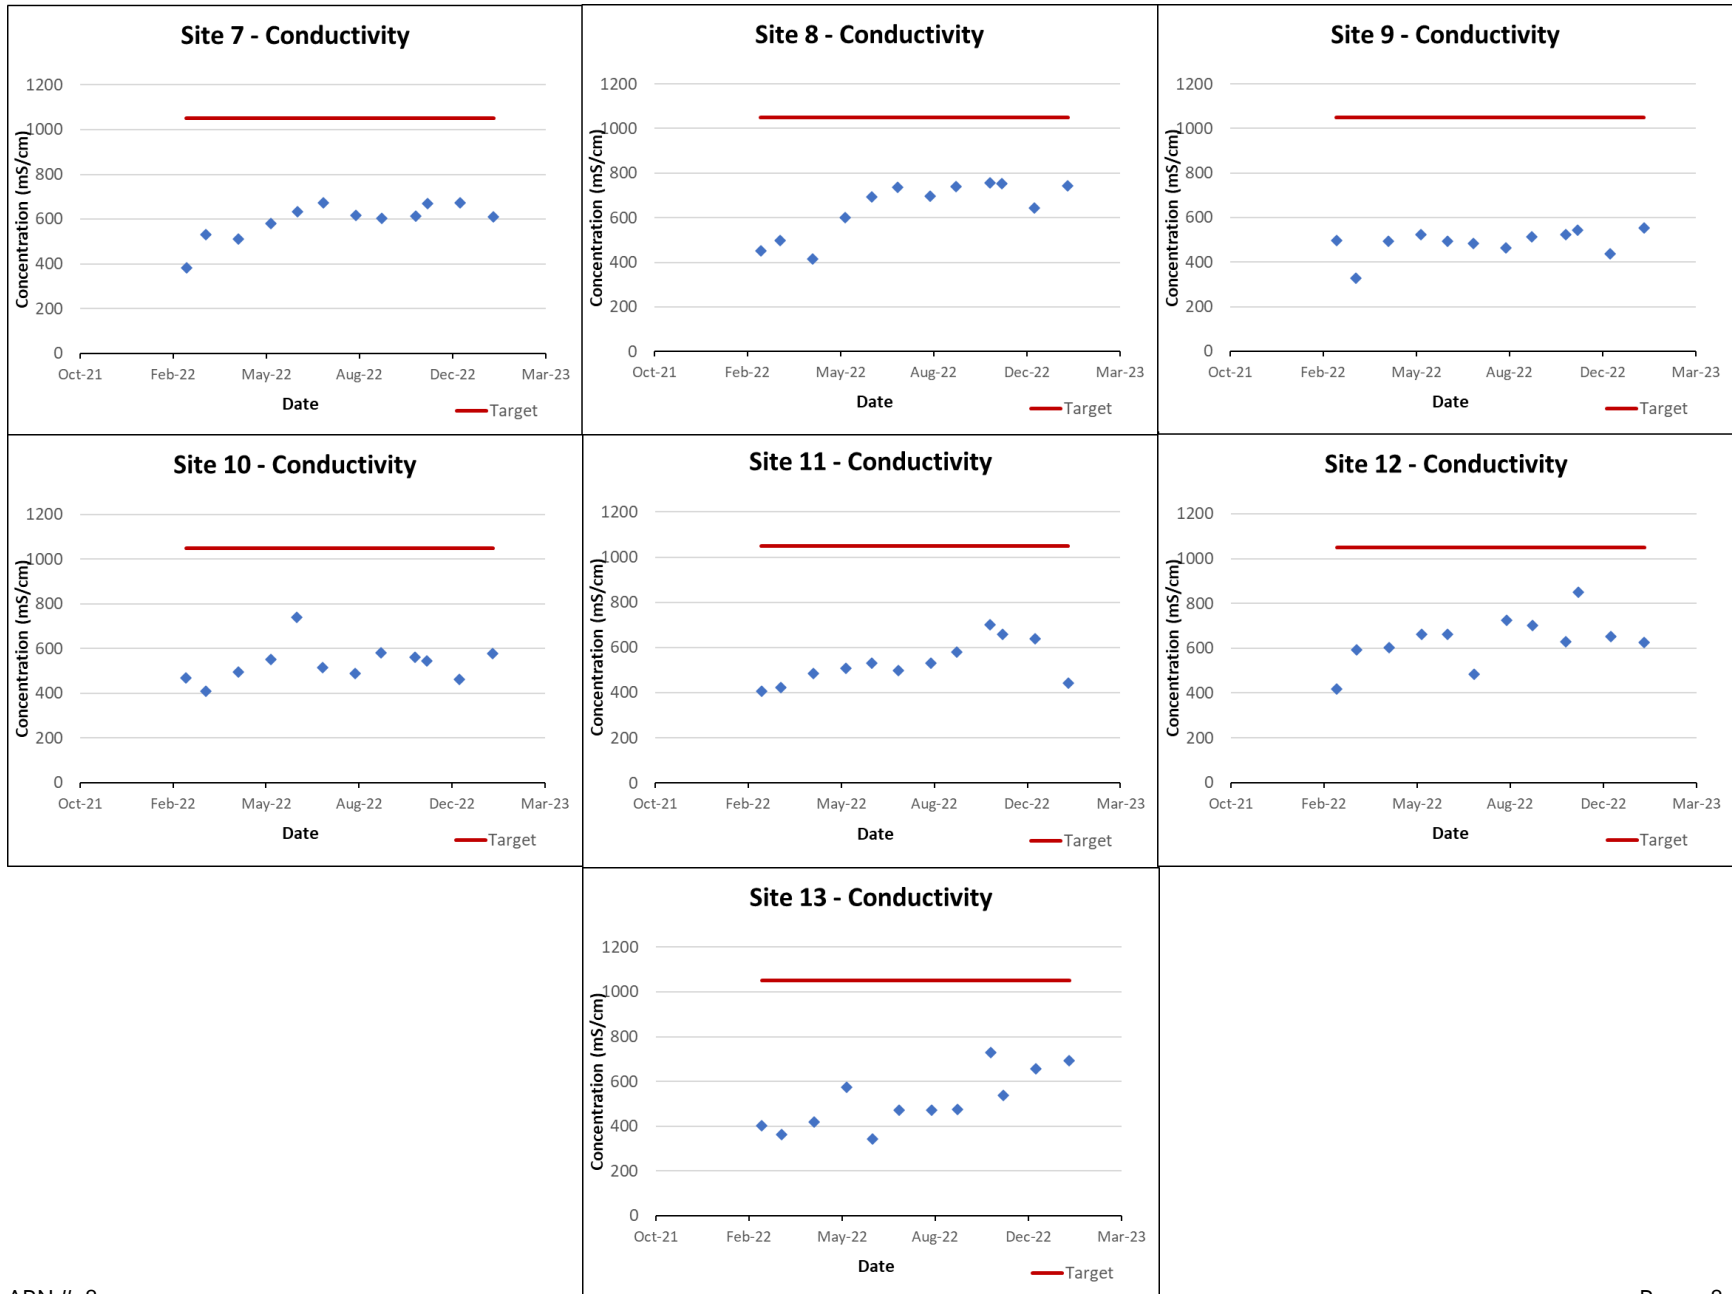 Site 7 - Conductivity
1200
1000
800
600
400
200
0
Concentration (mS/cm)
Oct-21 Feb-22 May-22 Aug-22 Dec-22 Mar-23
Date
Target
Site 8 - Conductivity
1200
1000
800
600
400
200
0
Concentration (mS/cm)
Oct-21 Feb-22 May-22 Aug-22 Dec-22 Mar-23
Date
Target
Site 9 - Conductivity
1200
1000
800
600
400
200
0
Concentration (mS/cm)
Oct-21 Feb-22 May-22 Aug-22 Dec-22 Mar-23
Date
Target
Site 10 - Conductivity
1200
1000
800
600
400
200
0
Concentration (mS/cm)
Oct-21 Feb-22 May-22 Aug-22 Dec-22 Mar-23
Date
Target
Site 11 - Conductivity
1200
1000
800
600
400
200
0
Concentration (mS/cm)
Oct-21 Feb-22 May-22 Aug-22 Dec-22 Mar-23
Date
Target
Site 12 - Conductivity
1200
1000
800
600
400
200
0
Concentration (mS/cm)
Oct-21 Feb-22 May-22 Aug-22 Dec-22 Mar-23
Date
Target
Site 13 - Conductivity
1200
1000
800
600
400
200
0
Concentration (mS/cm)
Oct-21 Feb-22 May-22 Aug-22 Dec-22 Mar-23
Date
Target